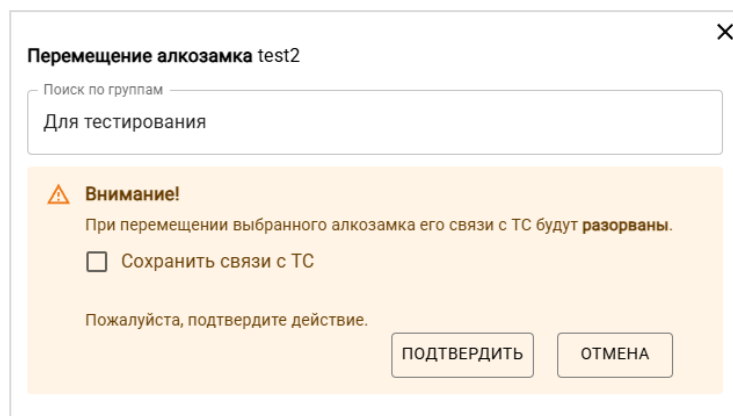 Перемещение алкозамка test2
Поиск по группам
Для тестирования
Внимание!
При перемещении выбранного алкозамка его связи с ТС будут разорваны.
Сохранить связи с ТС
Пожалуйста, подтвердите действие.
ПОДТВЕРДИТЬ ОТМЕНА